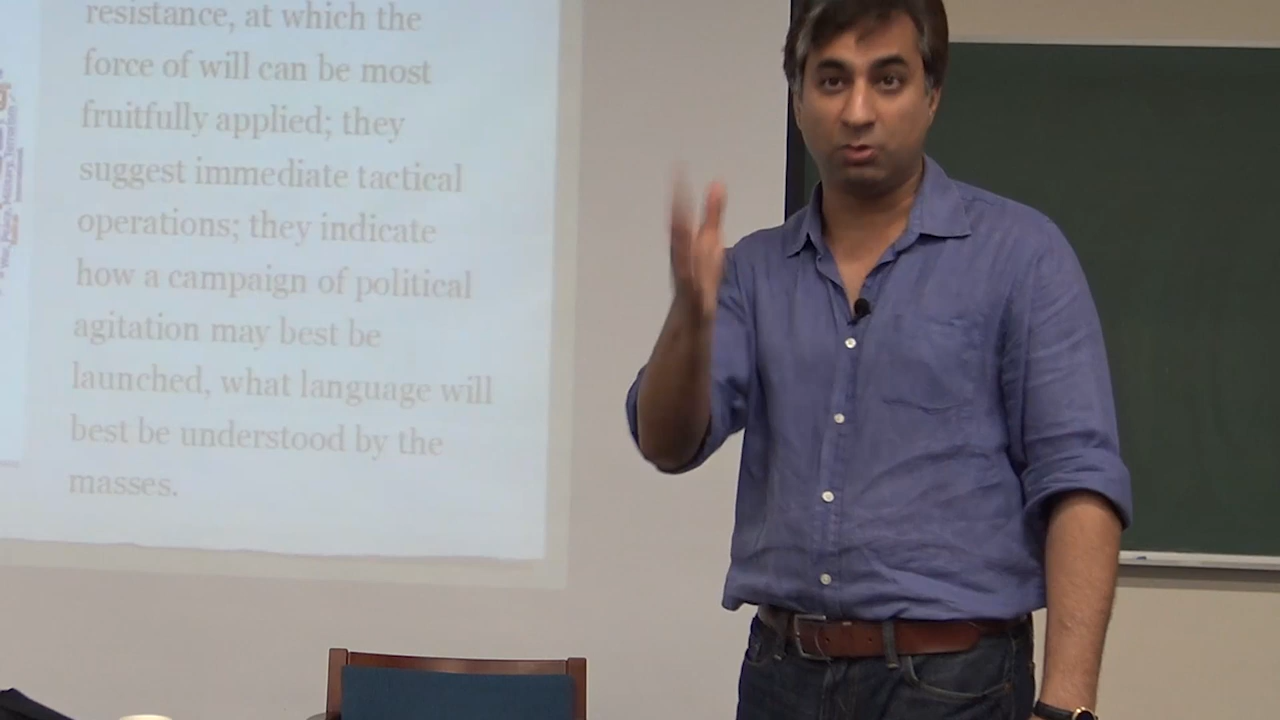 resistance, at which the
force of will can be most
fruitfully applied; they
suggest immediate tactical
operations; they indicate
how a campaign of political
agitation may best be
launched, what language will
best be understood by the
masses.